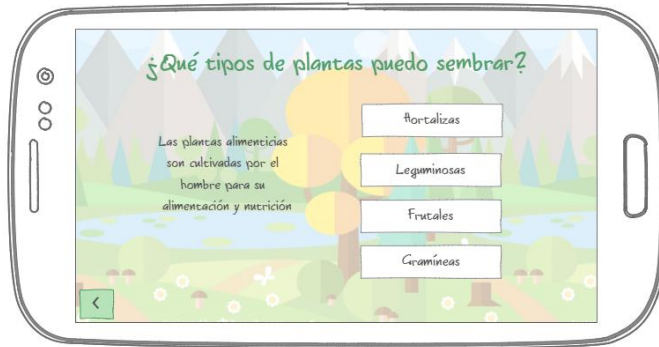 ¿Qué tipos de plantas puedo sembrar?
Las plantas alimenticias
son cultivadas por el
hombre para su
alimentación y nutrición
Hortalizas
Leguminosas
Frutales
Gramíneas